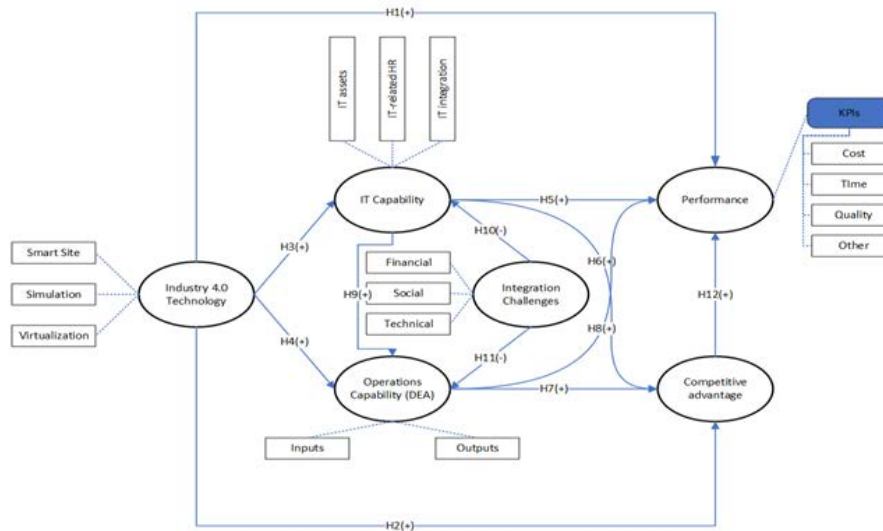 H1(+)
IT assets
IT-related HR
IT integration
KPIs
Cost
TIme
Quality
Other
IT Capability
H5(+)
Performance
H10(-)
H3(+)
Smart Site
Simulation
Virtualization
Industry 4.0
Technology
Financial
Social
Technical
H9(+)
Integration
Challenges
H6(+)
H8(+)
H12(+)
H4(+)
H11(-)
Operations
Capability (DEA)
H7(+)
Competitive
advantage
Inputs
Outputs
H2(+)